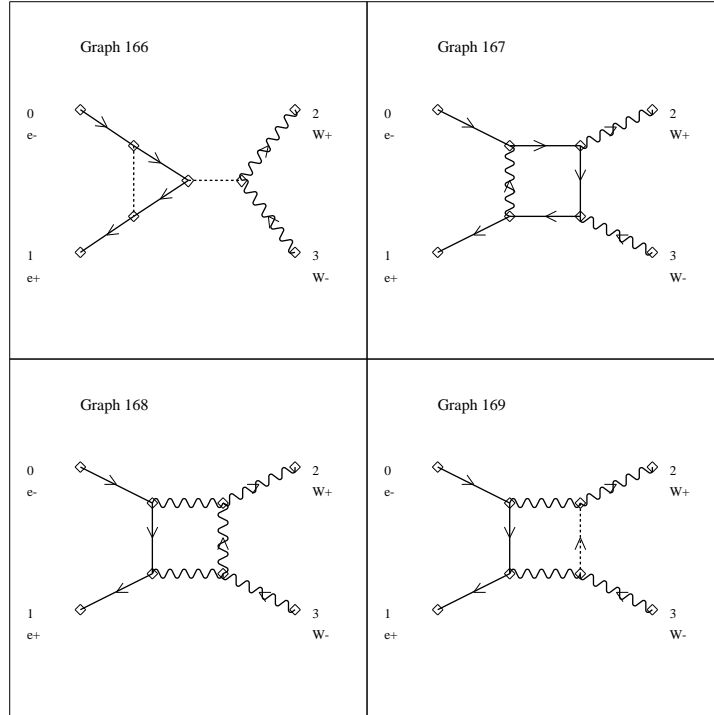 Graph 166
0
e-
2
W+
1
e+
3
W-
Graph 167
0
e-
2
W+
1
e+
3
W-
Graph 168
0
e-
2
W+
1
e+
3
W-
Graph 169
0
e-
2
W+
1
e+
3
W-